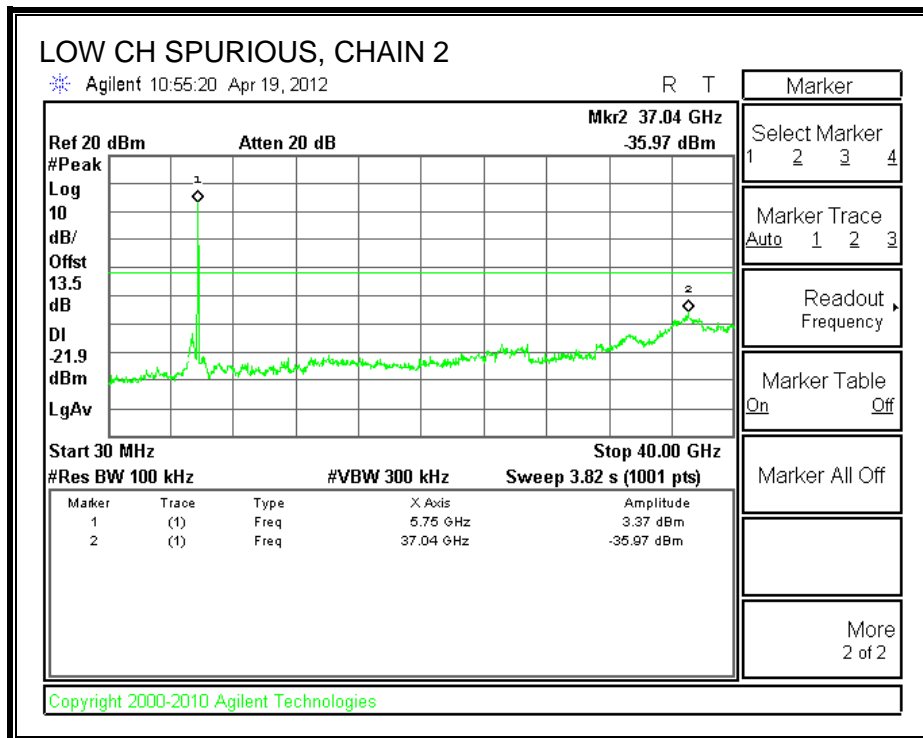 LOW CH SPURIOUS, CHAIN 2
Agilent 10:55:20 Apr 19, 2012 R T
Mkr2 37.04 GHz
Ref 20 dBm Atten 20 dB -35.97 dBm
#Peak
Log
10
dB/
Offst
13.5
dB
DI
-21.9
dBm
LgAv
1
2
Start 30 MHz Stop 40.00 GHz
#Res BW 100 kHz #VBW 300 kHz Sweep 3.82 s (1001 pts)
Marker Trace Type X Axis Amplitude
1 (1) Freq 5.75 GHz 3.37 dBm
2 (1) Freq 37.04 GHz -35.97 dBm
Marker
Select Marker
1 2 3 4
Marker Trace
Auto 1 2 3
Readout
Frequency
Marker Table
On Off
Marker All Off
More
2 of 2
Copyright 2000-2010 Agilent Technologies